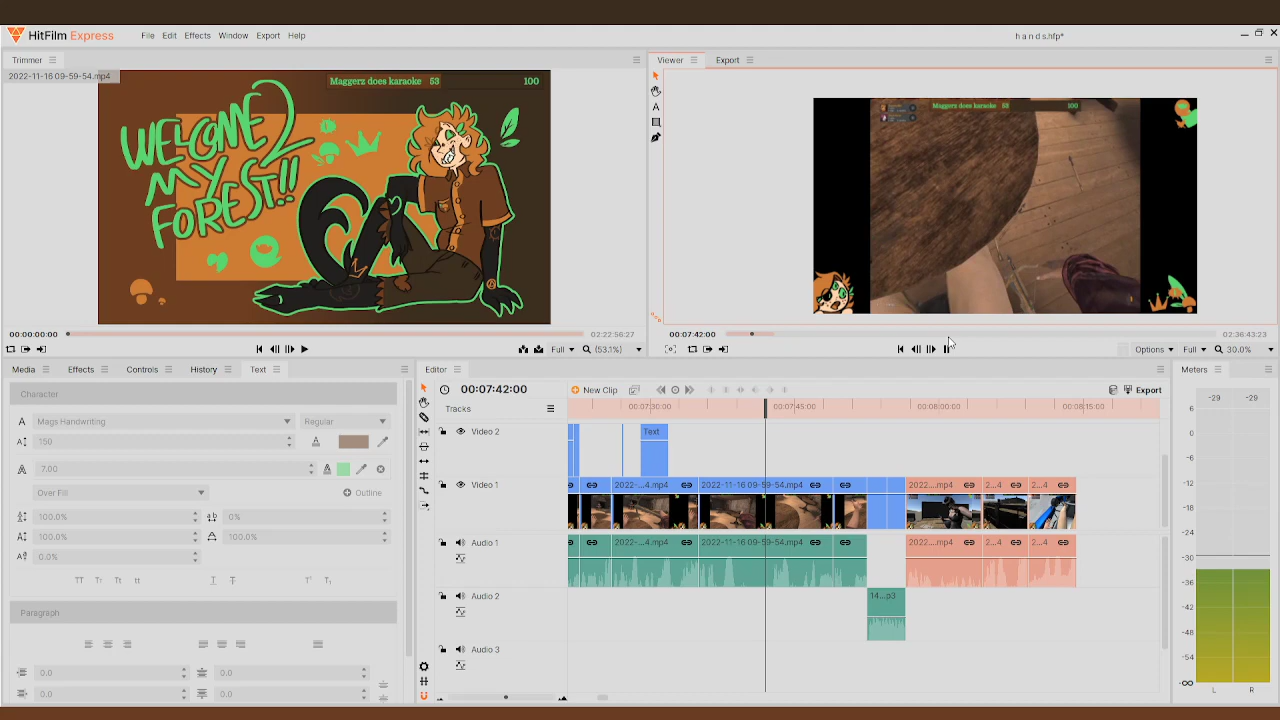 HitFilm Express
File Edit Effects Window Export Help
h a n d s.hfp*
Trimmer
2022-11-16 09-59-54.mp4
Maggerz does karaoke 53 100
WELCOME 2
MY
FOREST!!
00:00:00:00
02:22:56:27
Full
(53.1%)
Viewer
Export
Maggerz does karaoke 53 100
00:07:42:00
02:36:43:23
Options
Full
30.0%
Media
Effects
Controls
History
Text
Character
Mags Handwriting
Regular
150
7.00
Over Fill
Outline
100.0%
0%
100.0%
100.0%
0.0%
TT Tr Tt tt T T T¹ T₁
Paragraph
0.0
0.0
0.0
0.0
Editor
00:07:42:00
New Clip
Export
Tracks
00:07:30:00 00:07:45:00 00:08:00:00 00:08:15:00
Video 2
Text
Video 1
2022-...4.mp4
2022-11-16 09-59-54.mp4
2022....mp4
2...4
2...4
Audio 1
2022-...4.mp4
2022-11-16 09-59-54.mp4
2022....mp4
2...4
2...4
Audio 2
14...p3
Audio 3
Meters
-29 -29
6
0
-6
-12
-18
-24
-30
-36
-42
-48
-54
-∞
L R